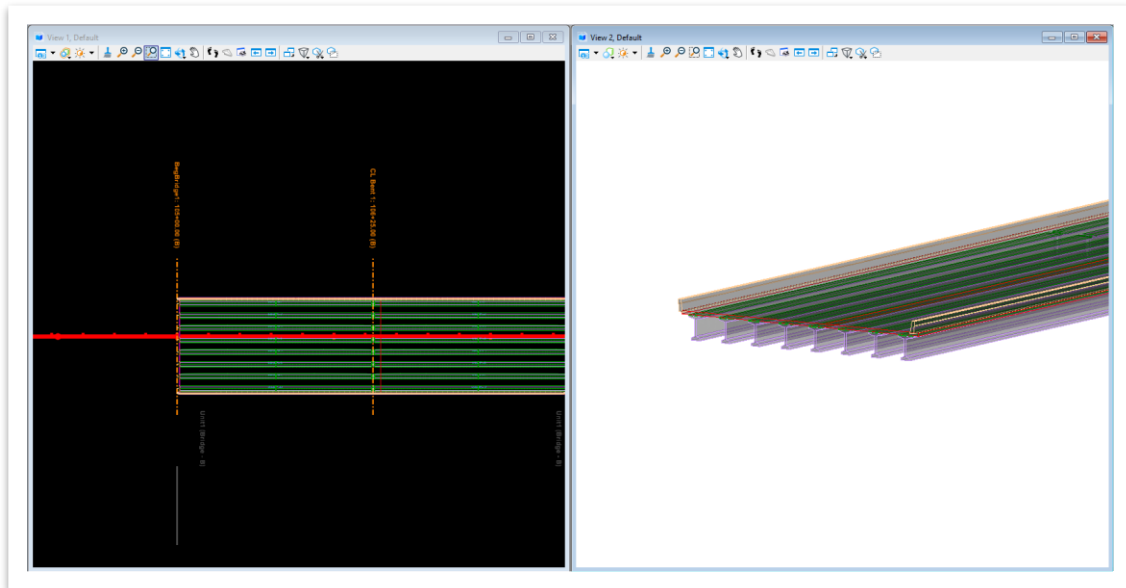 View 1, Default
View 2, Default
BegBridge1: 105+00.00 (B)
CL Bent 1: 106+25.00 (B)
Unit1 (Bridge - B)
Unit1 (Bridge - B)